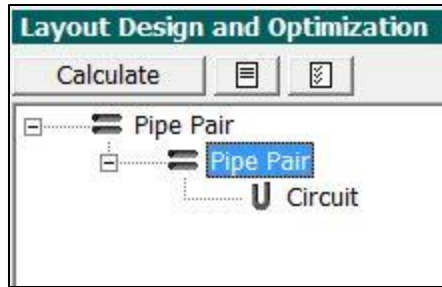 Layout Design and Optimization
Calculate
Pipe Pair
Pipe Pair
Circuit